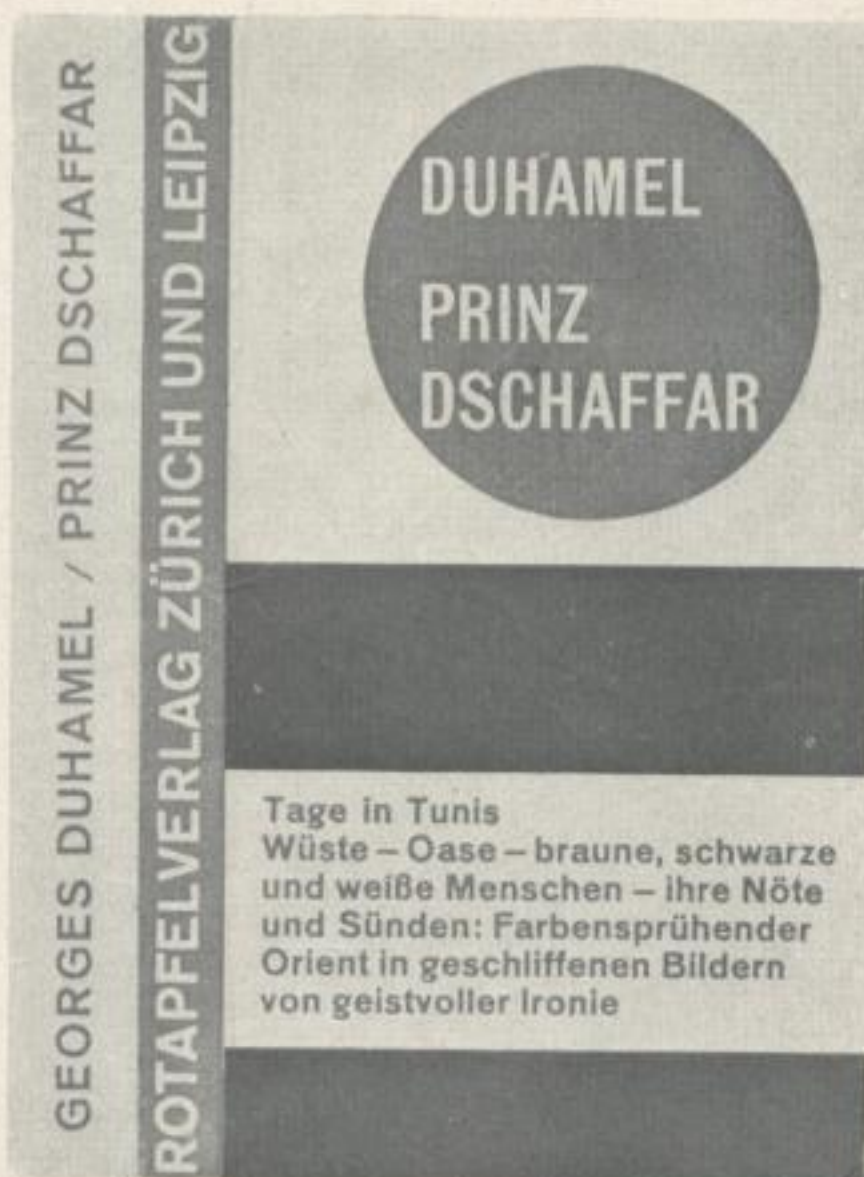 GEORGES DUHAMEL / PRINZ DSCHAFFAR
ROTAPFELVERLAG ZÜRICH UND LEIPZIG
DUHAMEL
PRINZ
DSCHAFFAR
Tage in Tunis
Wüste – Oase – braune, schwarze
und weiße Menschen – ihre Nöte
und Sünden: Farbensprühender
Orient in geschliffenen Bildern
von geistvoller Ironie